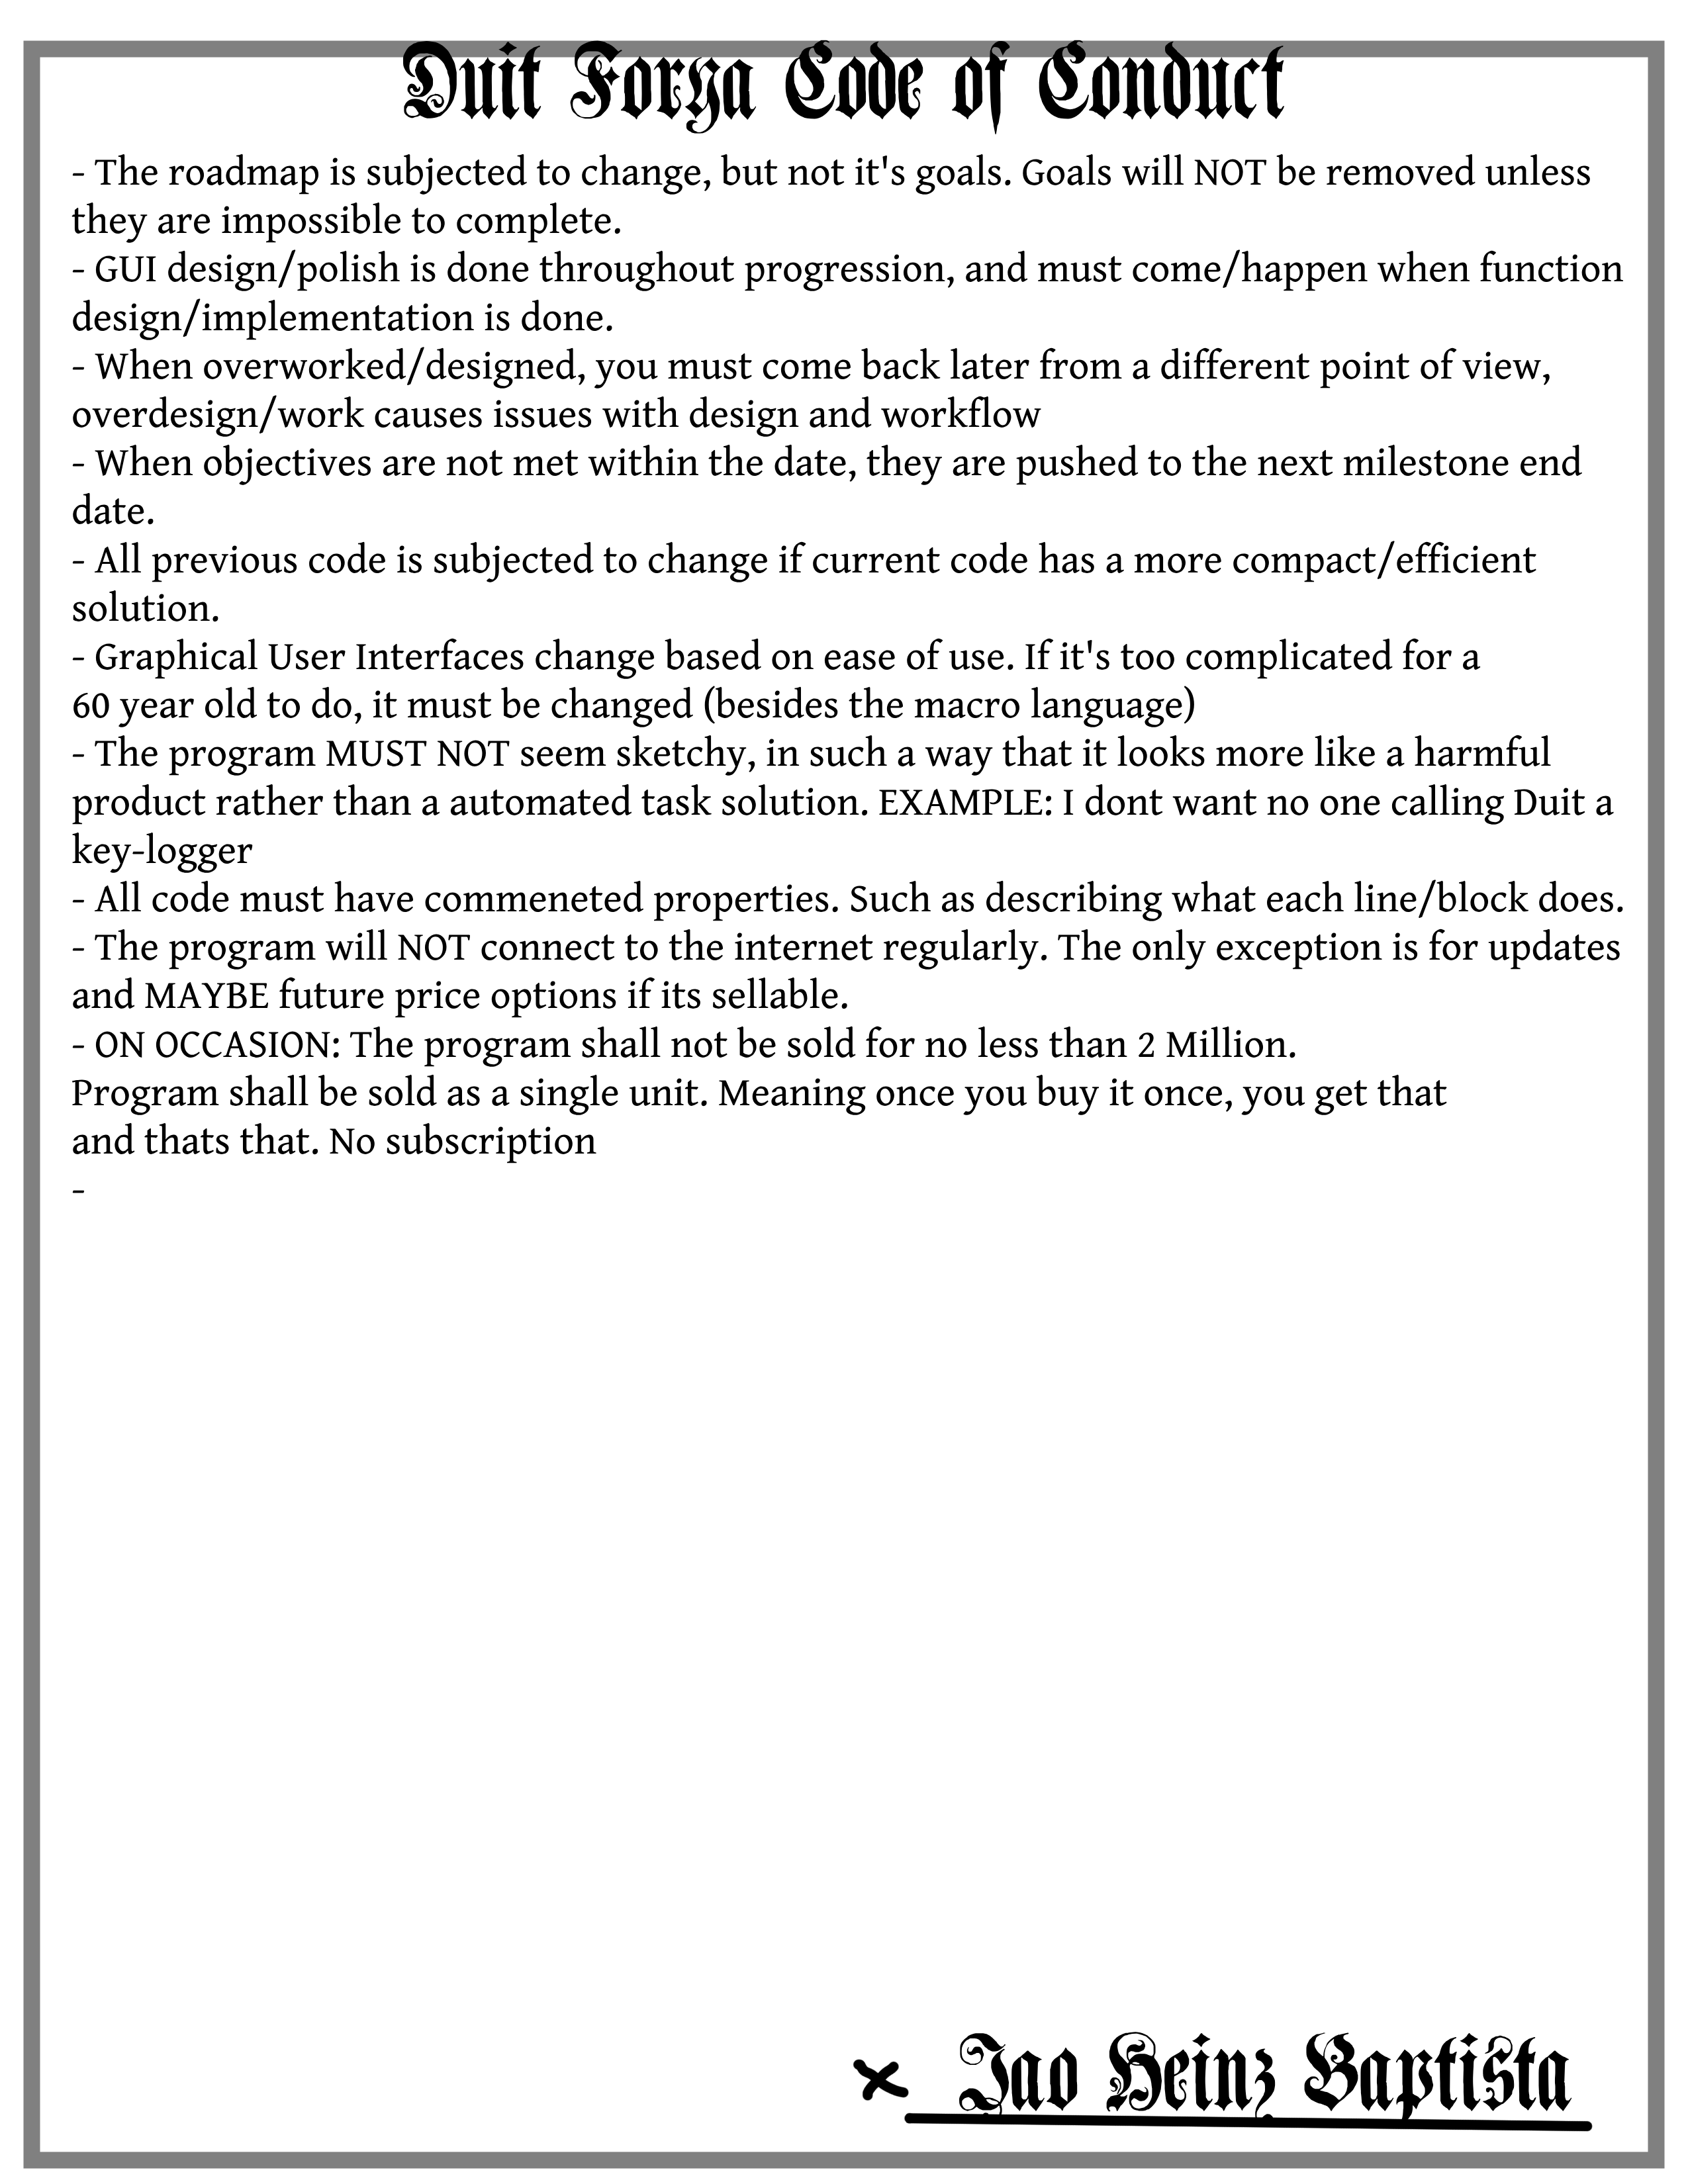 Duit Forya Code of Conduct
- The roadmap is subjected to change, but not it's goals. Goals will NOT be removed unless
they are impossible to complete.
- GUI design/polish is done throughout progression, and must come/happen when function
design/implementation is done.
- When overworked/designed, you must come back later from a different point of view,
overdesign/work causes issues with design and workflow
- When objectives are not met within the date, they are pushed to the next milestone end
date.
- All previous code is subjected to change if current code has a more compact/efficient
solution.
- Graphical User Interfaces change based on ease of use. If it's too complicated for a
60 year old to do, it must be changed (besides the macro language)
- The program MUST NOT seem sketchy, in such a way that it looks more like a harmful
product rather than a automated task solution. EXAMPLE: I dont want no one calling Duit a
key-logger
- All code must have commeneted properties. Such as describing what each line/block does.
- The program will NOT connect to the internet regularly. The only exception is for updates
and MAYBE future price options if its sellable.
- ON OCCASION: The program shall not be sold for no less than 2 Million.
Program shall be sold as a single unit. Meaning once you buy it once, you get that
and thats that. No subscription
-
x Jao Heinz Baptista